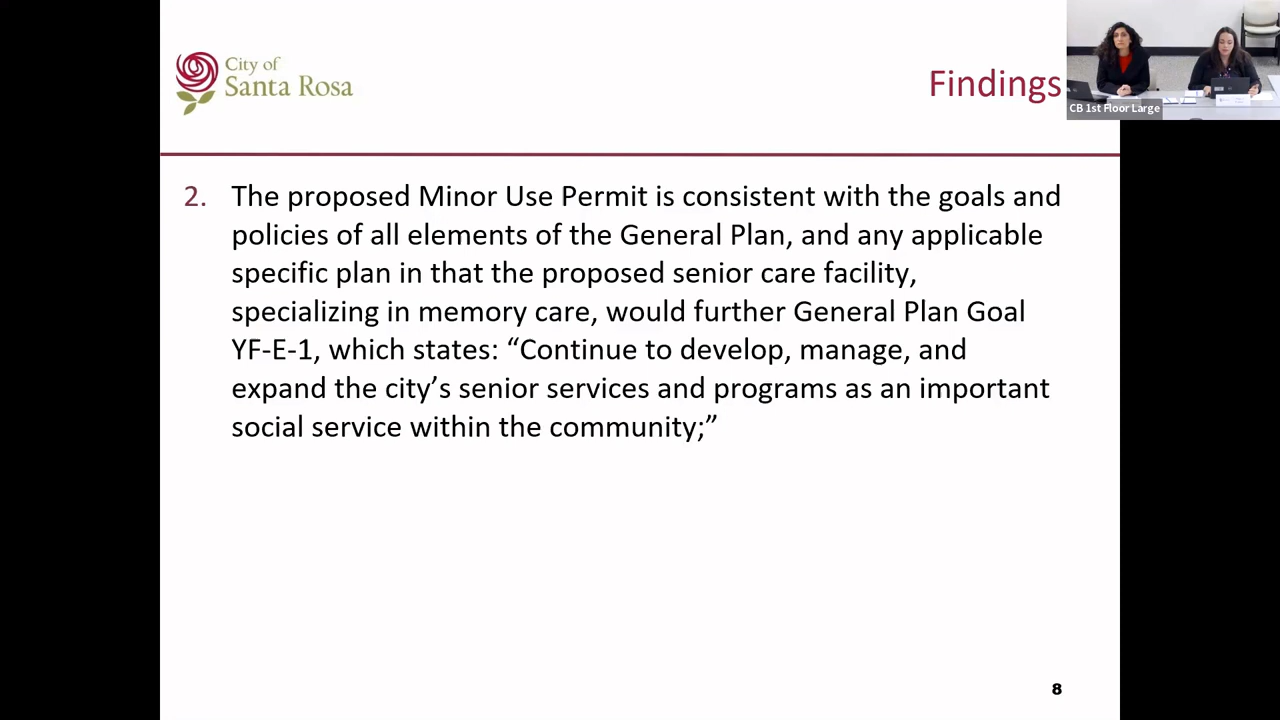 City of
Santa Rosa
Findings
CB 1st Floor Large
2. The proposed Minor Use Permit is consistent with the goals and
policies of all elements of the General Plan, and any applicable
specific plan in that the proposed senior care facility,
specializing in memory care, would further General Plan Goal
YF-E-1, which states: “Continue to develop, manage, and
expand the city’s senior services and programs as an important
social service within the community;”
8